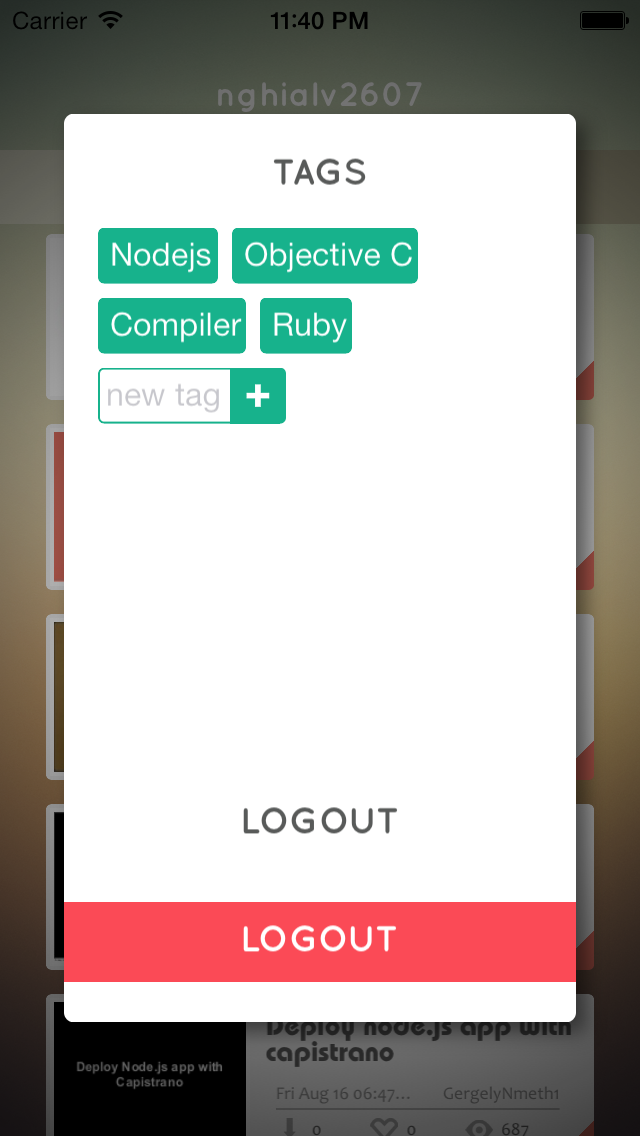 Carrier 11:40 PM
nghialv2607
TAGS
Nodejs Objective C
Compiler Ruby
new tag +
LOGOUT
LOGOUT
Deploy node.js app with
capistrano
Deploy Node.js app with
Capistrano
Fri Aug 16 06:47... GergelyNmeth1
0 0 687